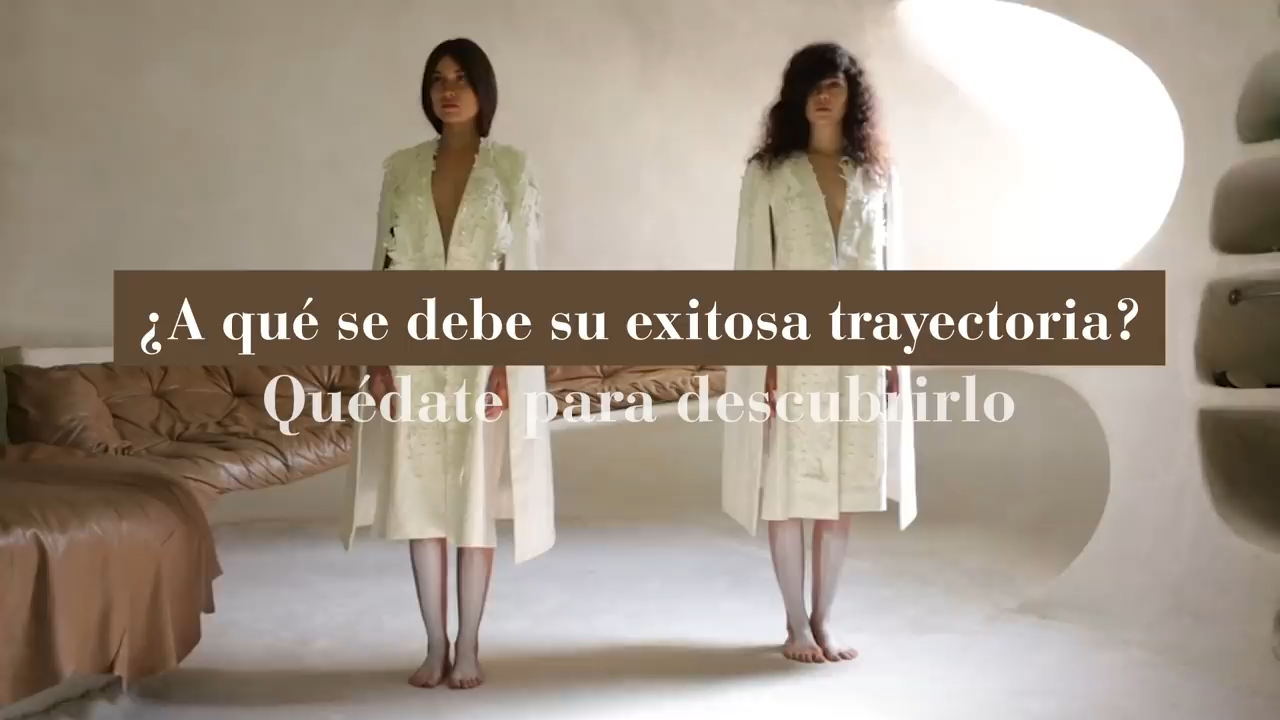 ¿A qué se debe su exitosa trayectoria?
Quédate para descubrirlo